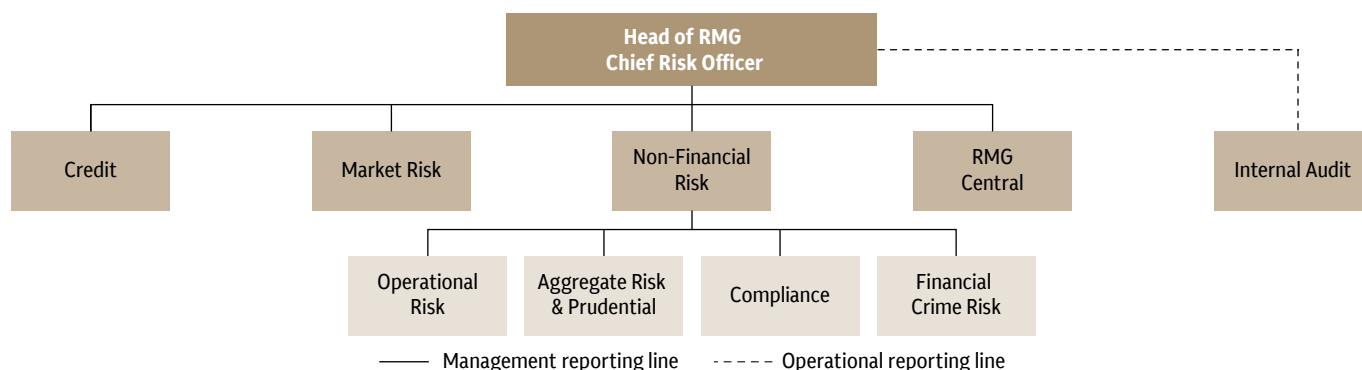 Head of RMG
Chief Risk Officer
Credit
Market Risk
Non-Financial
Risk
RMG
Central
Internal Audit
Operational
Risk
Aggregate Risk
& Prudential
Compliance
Financial
Crime Risk
Management reporting line
Operational reporting line